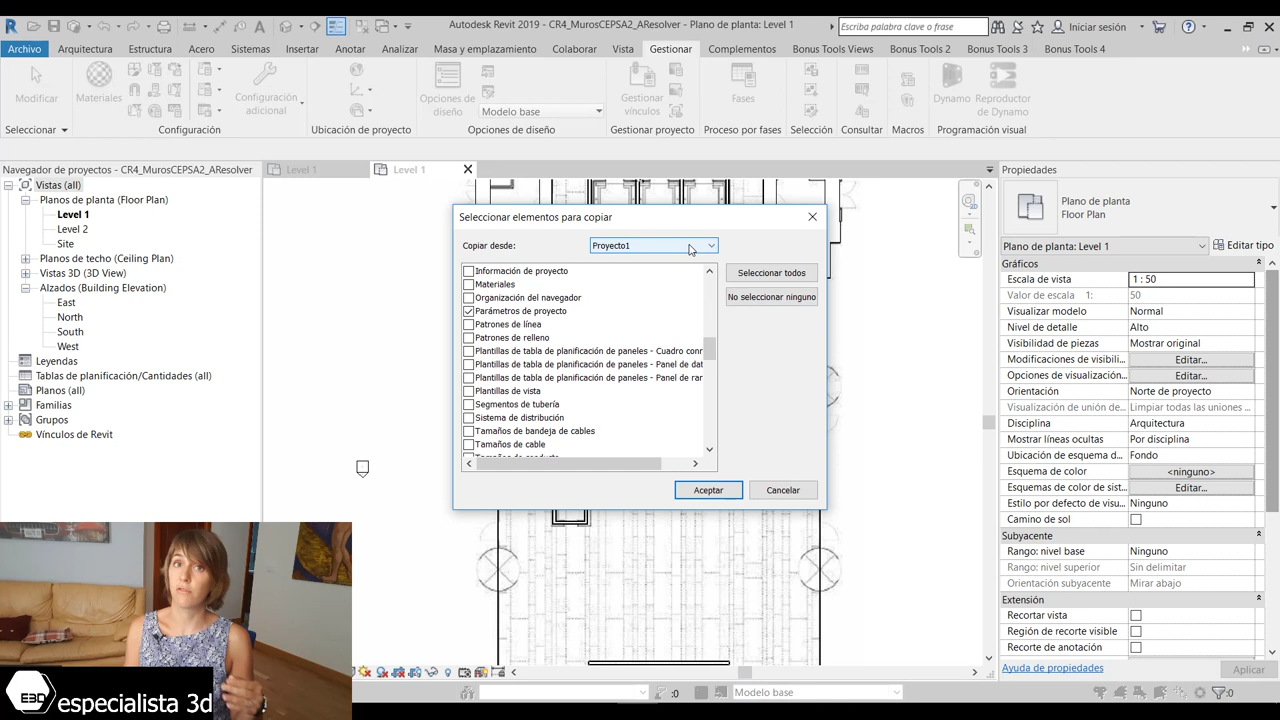 Autodesk Revit 2019 - CR4_MurosCEPSA2_AResolver - Plano de planta: Level 1
Escriba palabra clave o frase
Iniciar sesión
Archivo Arquitectura Estructura Acero Sistemas Insertar Anotar Analizar Masa y emplazamiento Colaborar Vista Gestionar Complementos Bonus Tools Views Bonus Tools 2 Bonus Tools 3 Bonus Tools 4
Modificar
Materiales
Configuración
adicional
Opciones de
diseño
Modelo base
Gestionar
vínculos
Fases
Dynamo
Reproductor
de Dynamo
Seleccionar Configuración Ubicación de proyecto Opciones de diseño Gestionar proyecto Proceso por fases Selección Consultar Macros Programación visual
Navegador de proyectos - CR4_MurosCEPSA2_AResolver
Vistas (all)
Planos de planta (Floor Plan)
Level 1
Level 2
Site
Planos de techo (Ceiling Plan)
Vistas 3D (3D View)
Alzados (Building Elevation)
East
North
South
West
Leyendas
Tablas de planificación/Cantidades (all)
Planos (all)
Familias
Grupos
Vínculos de Revit
Level 1
Level 1
Seleccionar elementos para copiar
Copiar desde: Proyecto1
Información de proyecto
Materiales
Organización del navegador
Parámetros de proyecto
Patrones de línea
Patrones de relleno
Plantillas de tabla de planificación de paneles - Cuadro conr
Plantillas de tabla de planificación de paneles - Panel de dat
Plantillas de tabla de planificación de paneles - Panel de rar
Plantillas de vista
Segmentos de tubería
Sistema de distribución
Tamaños de bandeja de cables
Tamaños de cable
Seleccionar todos
No seleccionar ninguno
Aceptar
Cancelar
Propiedades
Plano de planta
Floor Plan
Plano de planta: Level 1
Editar tipo
Gráficos
Escala de vista 1 : 50
Valor de escala 1: 50
Visualizar modelo Normal
Nivel de detalle Alto
Visibilidad de piezas Mostrar original
Modificaciones de visibili... Editar...
Opciones de visualización... Editar...
Orientación Norte de proyecto
Visualización de unión de... Limpiar todas las uniones ...
Disciplina Arquitectura
Mostrar líneas ocultas Por disciplina
Ubicación de esquema d... Fondo
Esquema de color <ninguno>
Esquemas de color de sist... Editar...
Estilo por defecto de visu... Ninguno
Camino de sol
Subyacente
Rango: nivel base Ninguno
Rango: nivel superior Sin delimitar
Orientación subyacente Mirar abajo
Extensión
Recortar vista
Región de recorte visible
Recorte de anotación
Ayuda de propiedades
Aplicar
:0
Modelo base
:0
E3D
especialista 3d